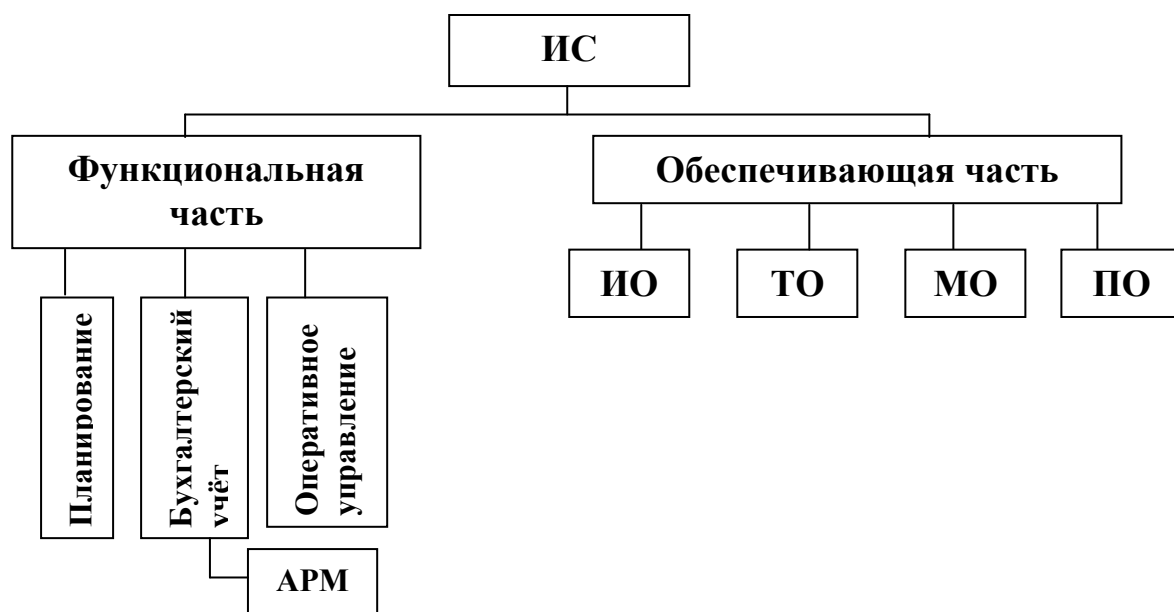 ИС
Функциональная
часть
Обеспечивающая часть
ИО
ТО
МО
ПО
Планирование
Бухгалтерский
учёт
Оперативное
управление
АРМ